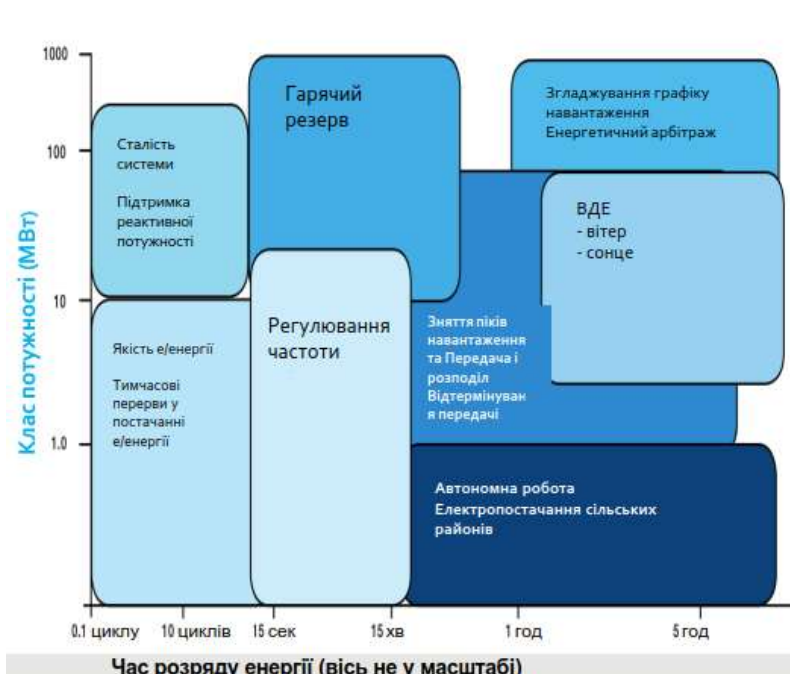 1000
100
10
1.0
Клас потужності (МВт)
Сталість
системи
Підтримка
реактивної
потужності
Гарячий
резерв
Згладжування графіку
навантаження
Енергетичний арбітраж
ВДЕ
- вітер
- сонце
Якість е/енергії
Тимчасові
перерви у
постачанні
е/енергії
Регулювання
частоти
Зняття піків
навантаження
та Передача і
розподіл
Відтермінуван
я передачі
Автономна робота
Електропостачання сільських
районів
0.1 циклу 10 циклів 15 сек 15 хв 1 год 5 год
Час розряду енергії (вісь не у масштабі)